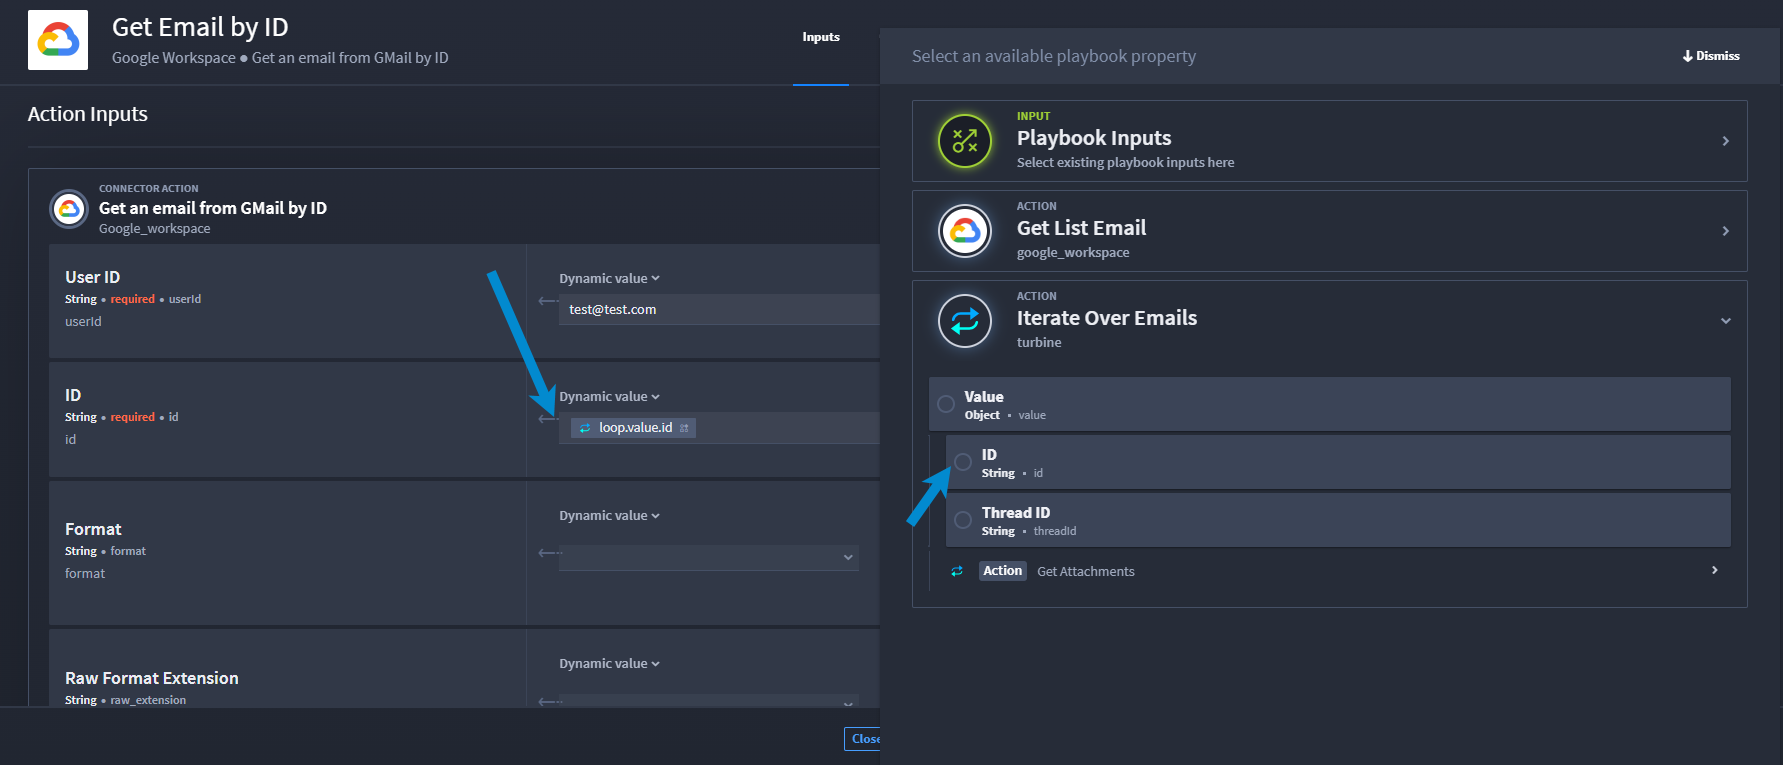 Get Email by ID
Google Workspace ● Get an email from GMail by ID
Inputs
Action Inputs
CONNECTOR ACTION
Get an email from GMail by ID
Google_workspace
User ID
String ● required ● userId
userId
Dynamic value
test@test.com
ID
String ● required ● id
id
Dynamic value
loop.value.id
Format
String ● format
format
Dynamic value
Raw Format Extension
String ● raw_extension
Dynamic value
Close
Select an available playbook property
Dismiss
INPUT
Playbook Inputs
Select existing playbook inputs here
ACTION
Get List Email
google_workspace
ACTION
Iterate Over Emails
turbine
Value
Object • value
ID
String • id
Thread ID
String • threadId
Action Get Attachments